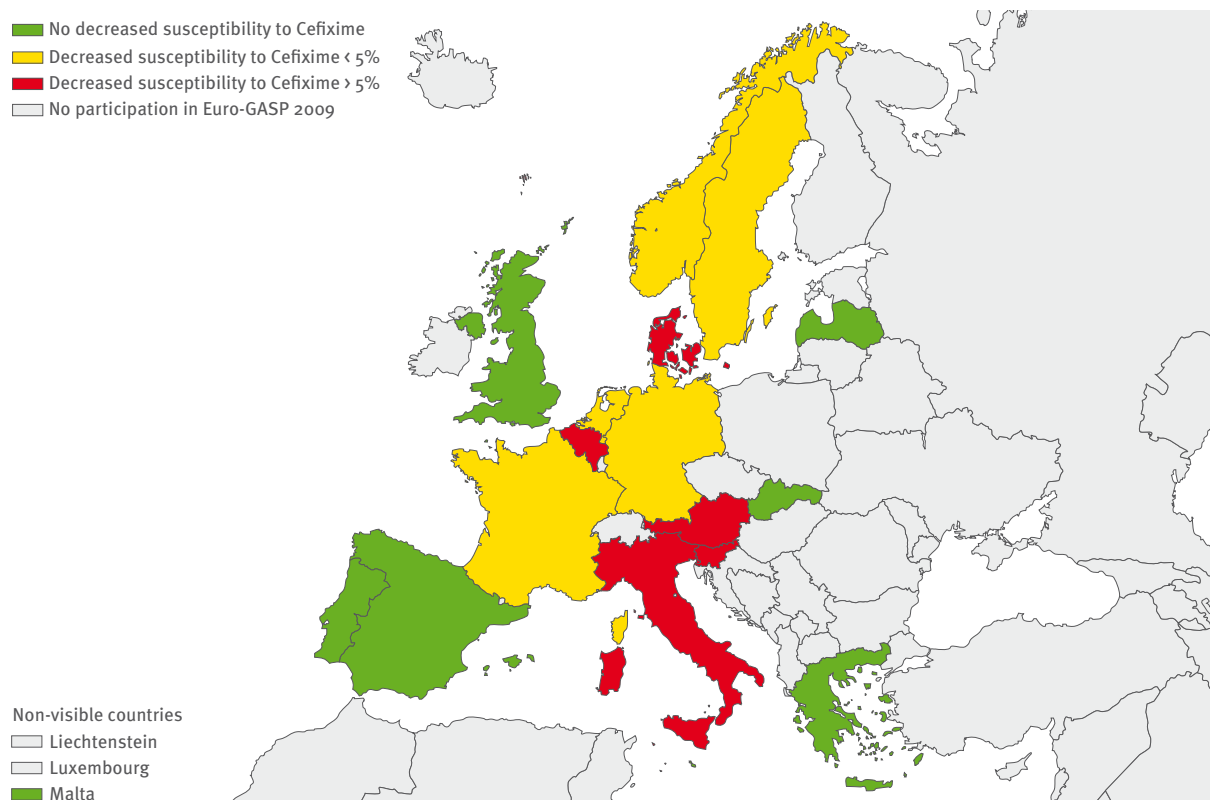 No decreased susceptibility to Cefixime
Decreased susceptibility to Cefixime < 5%
Decreased susceptibility to Cefixime > 5%
No participation in Euro-GASP 2009
Non-visible countries
Liechtenstein
Luxembourg
Malta